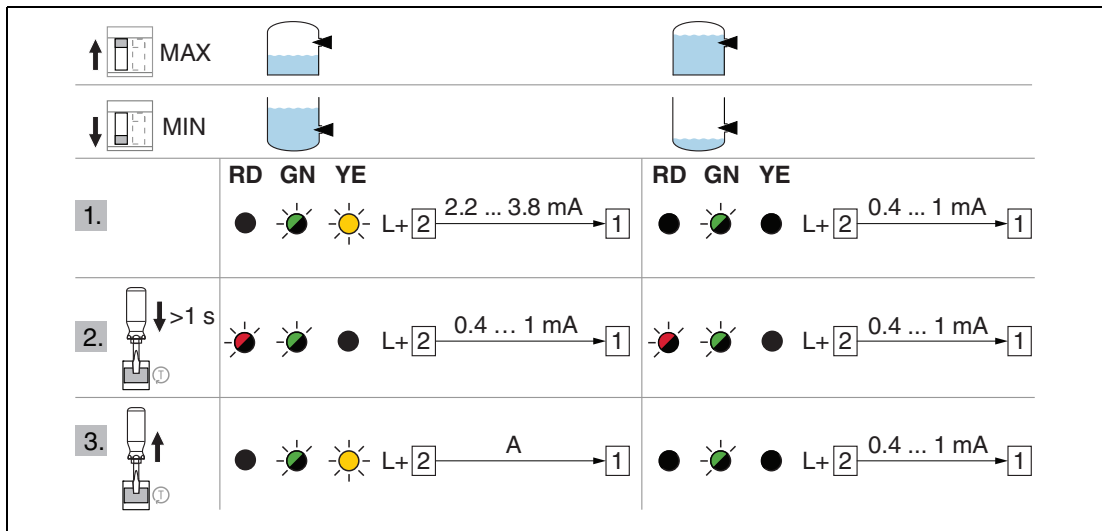 MAX
MIN
RD GN YE RD GN YE
1. L+ 2 2.2 ... 3.8 mA 1 L+ 2 0.4 ... 1 mA 1
2. >1 s L+ 2 0.4 ... 1 mA 1 L+ 2 0.4 ... 1 mA 1
T
3. L+ 2 A 1 L+ 2 0.4 ... 1 mA 1
T